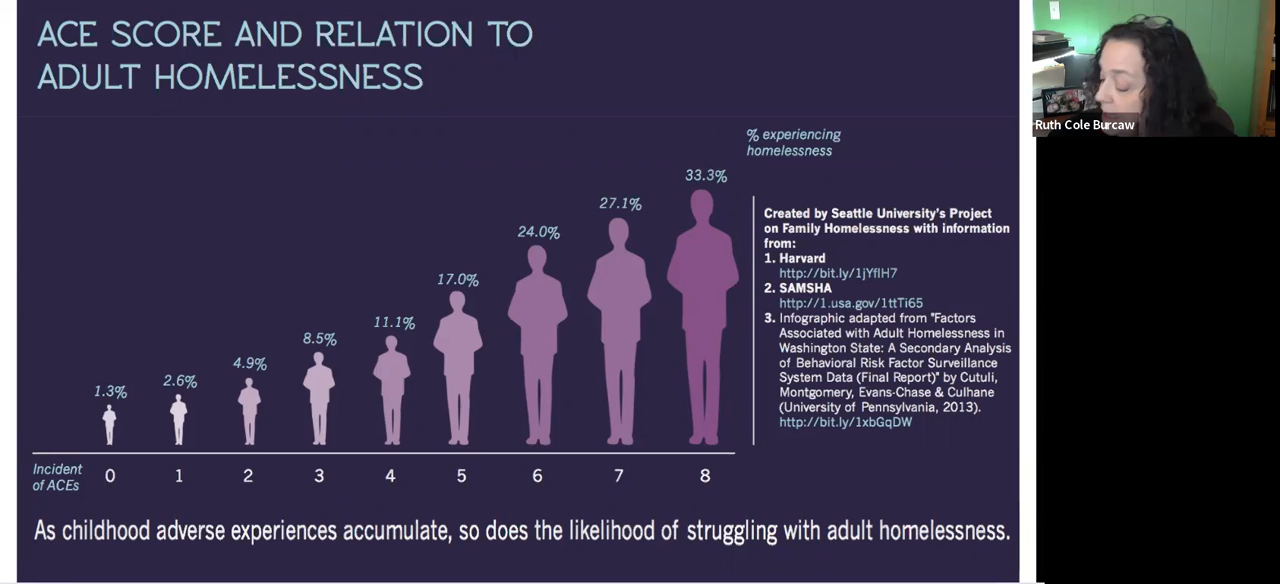 ACE SCORE AND RELATION TO
ADULT HOMELESSNESS
% experiencing
homelessness
1.3%
2.6%
4.9%
8.5%
11.1%
17.0%
24.0%
27.1%
33.3%
Created by Seattle University's Project
on Family Homelessness with information
from:
1. Harvard
http://bit.ly/1jYflH7
2. SAMSHA
http://1.usa.gov/1ttTi65
3. Infographic adapted from "Factors
Associated with Adult Homelessness in
Washington State: A Secondary Analysis
of Behavioral Risk Factor Surveillance
System Data (Final Report)" by Cutuli,
Montgomery, Evans-Chase & Culhane
(University of Pennsylvania, 2013).
http://bit.ly/1xbGqDW
Incident
of ACEs
0 1 2 3 4 5 6 7 8
As childhood adverse experiences accumulate, so does the likelihood of struggling with adult homelessness.
Ruth Cole Burcaw